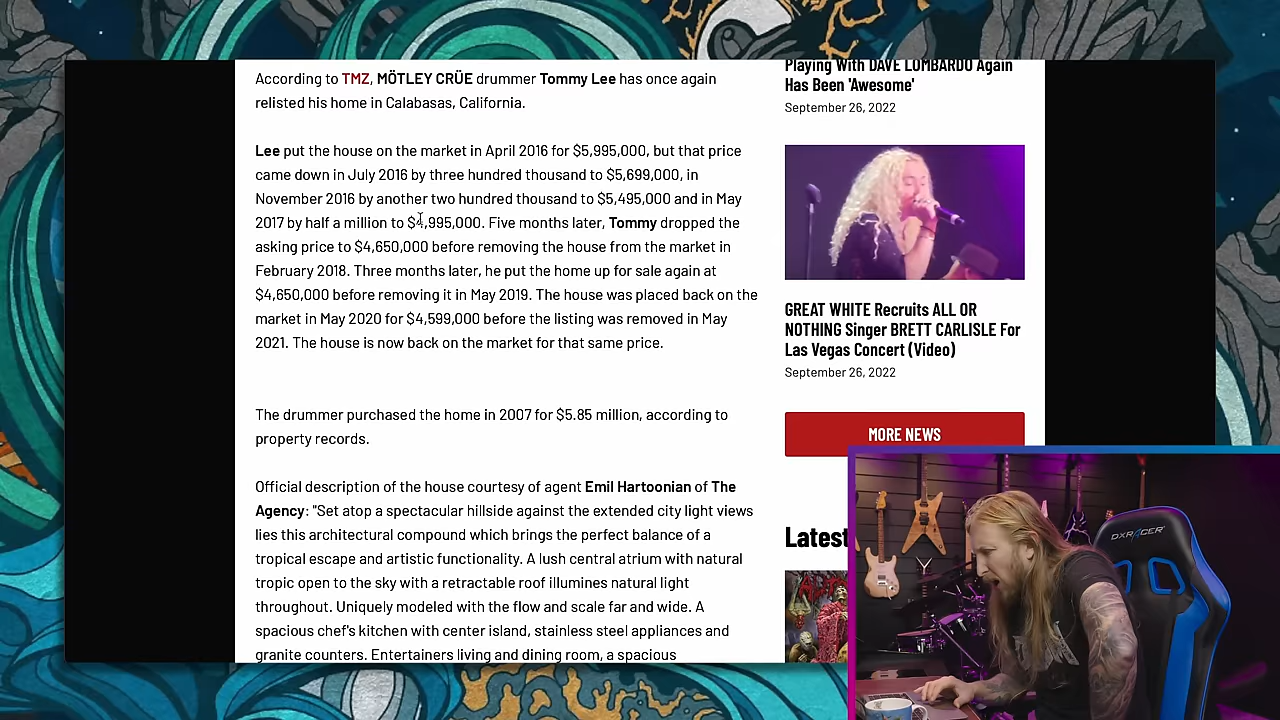 According to TMZ, MÖTLEY CRÜE drummer Tommy Lee has once again
relisted his home in Calabasas, California.
Lee put the house on the market in April 2016 for $5,995,000, but that price
came down in July 2016 by three hundred thousand to $5,699,000, in
November 2016 by another two hundred thousand to $5,495,000 and in May
2017 by half a million to $4,995,000. Five months later, Tommy dropped the
asking price to $4,650,000 before removing the house from the market in
February 2018. Three months later, he put the home up for sale again at
$4,650,000 before removing it in May 2019. The house was placed back on the
market in May 2020 for $4,599,000 before the listing was removed in May
2021. The house is now back on the market for that same price.
The drummer purchased the home in 2007 for $5.85 million, according to
property records.
Official description of the house courtesy of agent Emil Hartoonian of The
Agency: "Set atop a spectacular hillside against the extended city light views
lies this architectural compound which brings the perfect balance of a
tropical escape and artistic functionality. A lush central atrium with natural
tropic open to the sky with a retractable roof illumines natural light
throughout. Uniquely modeled with the flow and scale far and wide. A
spacious chef's kitchen with center island, stainless steel appliances and
granite counters. Entertainers living and dining room, a spacious
Playing With DAVE LOMBARDO Again
Has Been 'Awesome'
September 26, 2022
GREAT WHITE Recruits ALL OR
NOTHING Singer BRETT CARLISLE For
Las Vegas Concert (Video)
September 26, 2022
MORE NEWS
Latest
DXRACER